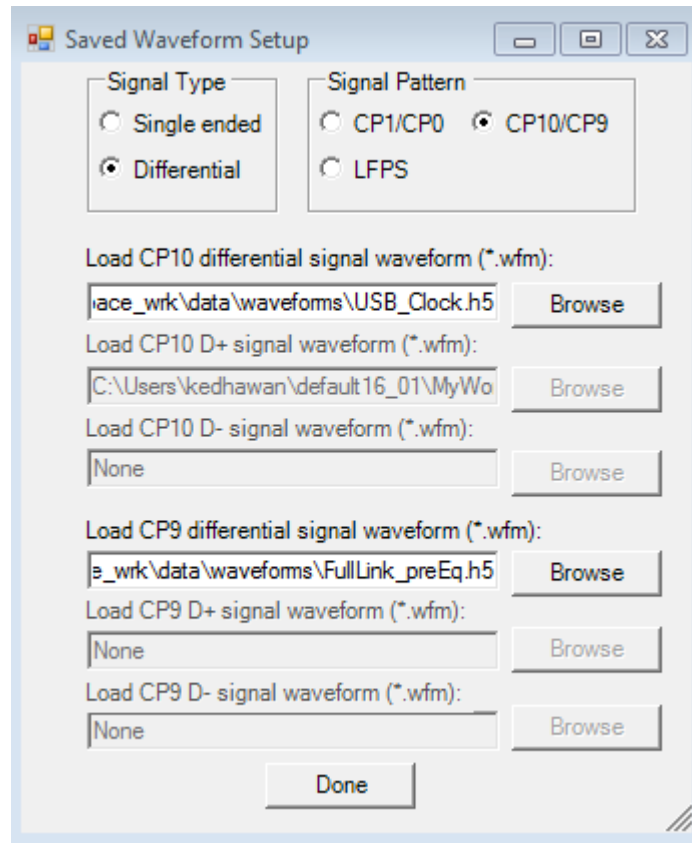 Saved Waveform Setup
Signal Type
Single ended
Differential
Signal Pattern
CP1/CP0 CP10/CP9
LFPS
Load CP10 differential signal waveform (*.wfm):
ace_wrk\data\waveforms\USB_Clock.h5 Browse
Load CP10 D+ signal waveform (*.wfm):
C:\Users\kedhawan\default16_01\MyWo Browse
Load CP10 D- signal waveform (*.wfm):
None Browse
Load CP9 differential signal waveform (*.wfm):
e_wrk\data\waveforms\FullLink_preEq.h5 Browse
Load CP9 D+ signal waveform (*.wfm):
None Browse
Load CP9 D- signal waveform (*.wfm):
None Browse
Done